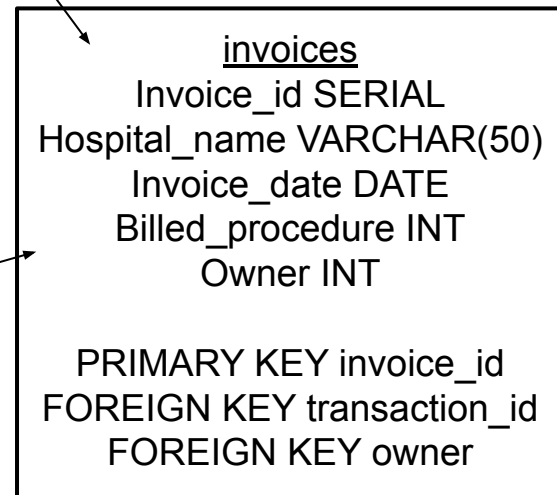 invoices
Invoice_id SERIAL
Hospital_name VARCHAR(50)
Invoice_date DATE
Billed_procedure INT
Owner INT
PRIMARY KEY invoice_id
FOREIGN KEY transaction_id
FOREIGN KEY owner